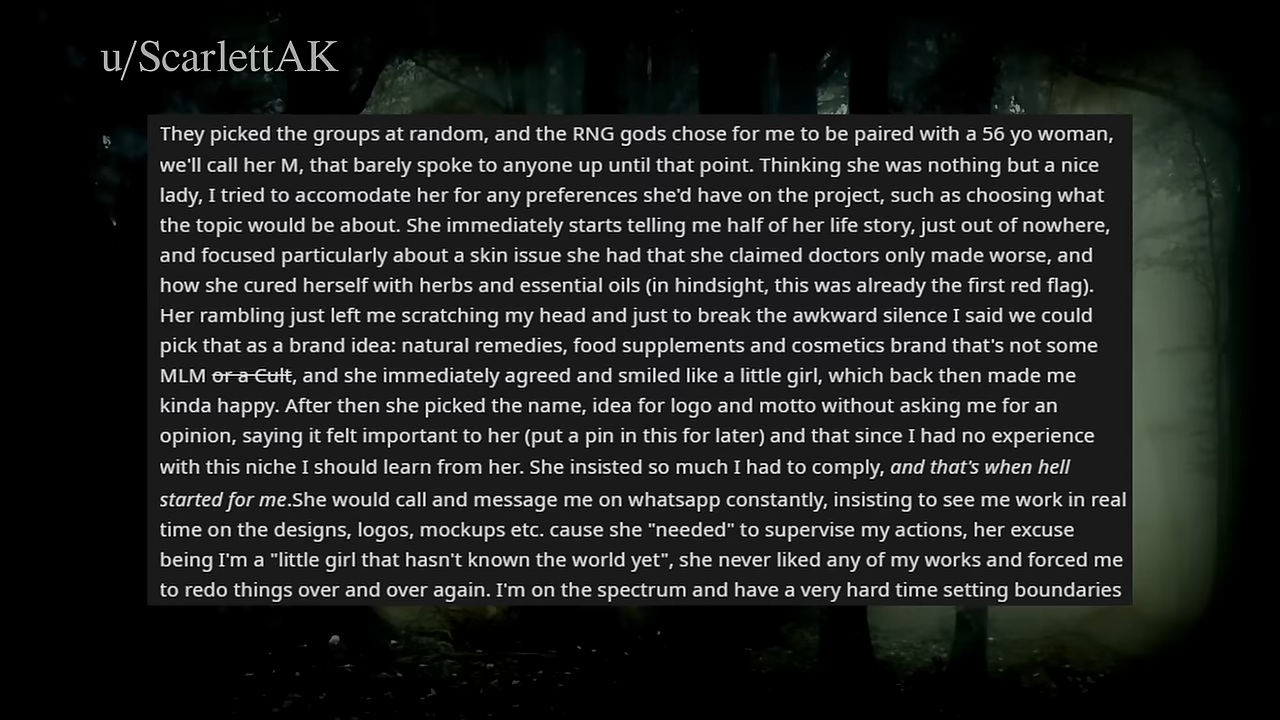 u/ScarlettAK
They picked the groups at random, and the RNG gods chose for me to be paired with a 56 yo woman,
we'll call her M, that barely spoke to anyone up until that point. Thinking she was nothing but a nice
lady, I tried to accomodate her for any preferences she'd have on the project, such as choosing what
the topic would be about. She immediately starts telling me half of her life story, just out of nowhere,
and focused particularly about a skin issue she had that she claimed doctors only made worse, and
how she cured herself with herbs and essential oils (in hindsight, this was already the first red flag).
Her rambling just left me scratching my head and just to break the awkward silence I said we could
pick that as a brand idea: natural remedies, food supplements and cosmetics brand that's not some
MLM or a Cult, and she immediately agreed and smiled like a little girl, which back then made me
kinda happy. After then she picked the name, idea for logo and motto without asking me for an
opinion, saying it felt important to her (put a pin in this for later) and that since I had no experience
with this niche I should learn from her. She insisted so much I had to comply, and that's when hell
started for me.She would call and message me on whatsapp constantly, insisting to see me work in real
time on the designs, logos, mockups etc. cause she "needed" to supervise my actions, her excuse
being I'm a "little girl that hasn't known the world yet", she never liked any of my works and forced me
to redo things over and over again. I'm on the spectrum and have a very hard time setting boundaries